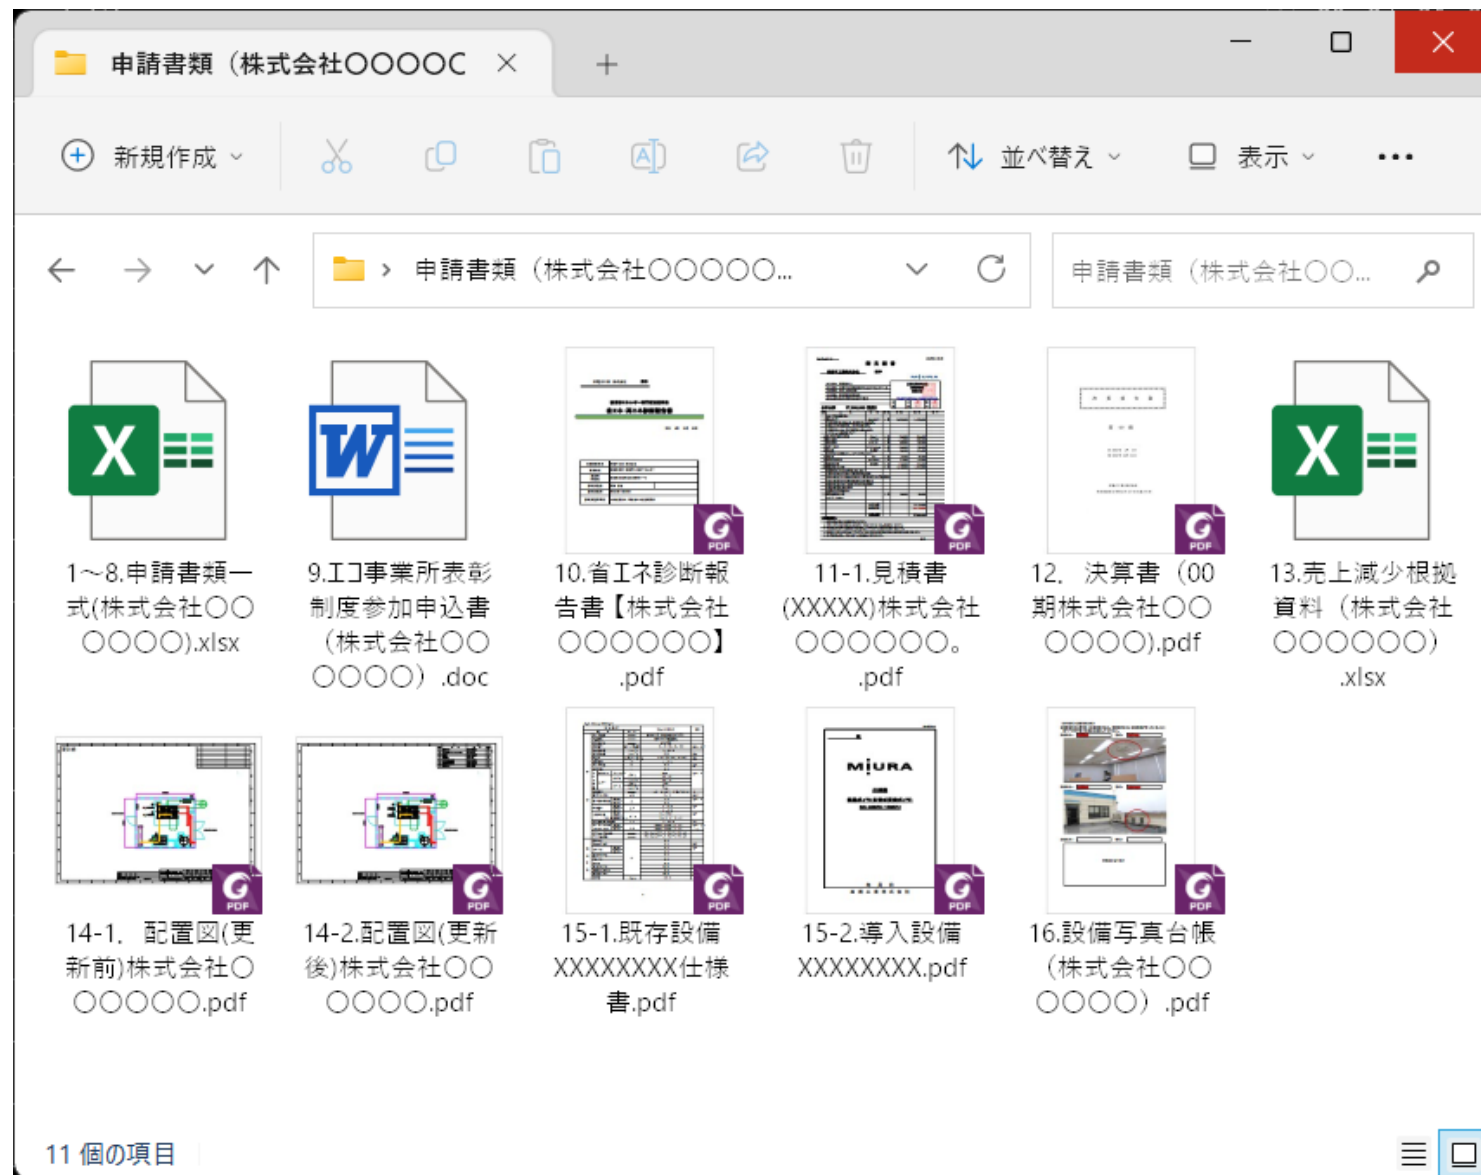 申請書類（株式会社〇〇〇〇C
新規作成
並べ替え
表示
申請書類（株式会社〇〇〇〇〇...
申請書類（株式会社〇〇...
1～8.申請書類一
式(株式会社〇〇
〇〇〇〇).xlsx
9.エコ事業所表彰
制度参加申込書
（株式会社〇〇
〇〇〇〇）.doc
10.省エネ診断報
告書【株式会社
〇〇〇〇〇〇】
.pdf
11-1.見積書
(XXXXX)株式会社
〇〇〇〇〇〇。
.pdf
12．決算書（00
期株式会社〇〇
〇〇〇〇).pdf
13.売上減少根拠
資料（株式会社
〇〇〇〇〇〇）
.xlsx
14-1．配置図(更
新前)株式会社〇
〇〇〇〇〇.pdf
14-2.配置図(更新
後)株式会社〇〇
〇〇〇〇.pdf
15-1.既存設備
XXXXXXXX仕様
書.pdf
MIURA
15-2.導入設備
XXXXXXXX.pdf
16.設備写真台帳
（株式会社〇〇
〇〇〇〇）.pdf
11 個の項目